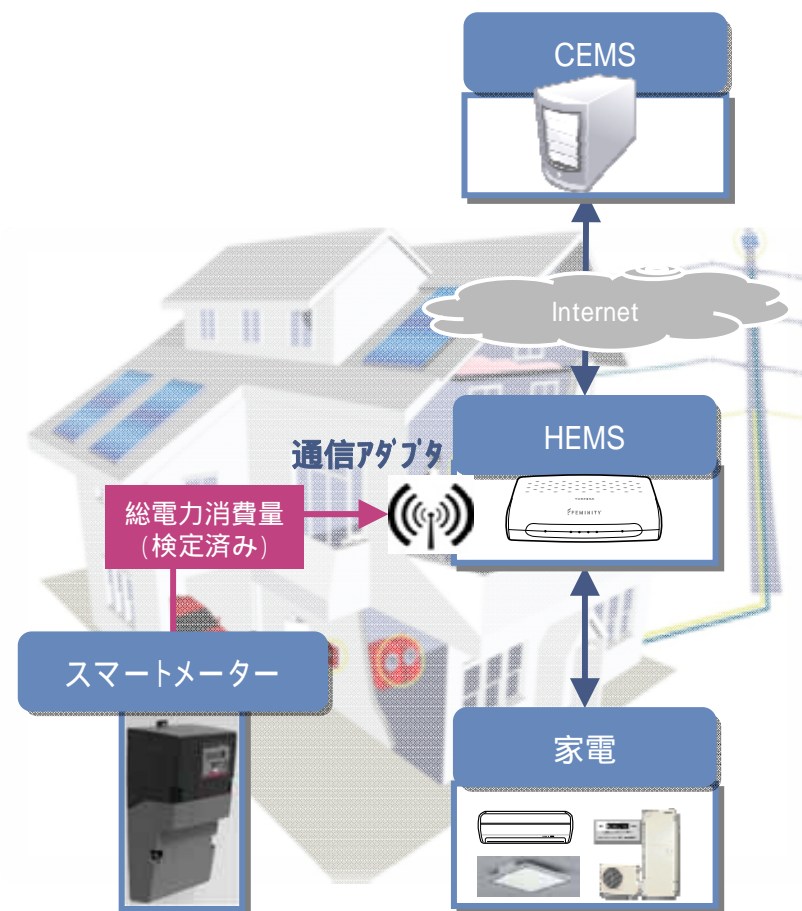 CEMS
Internet
HEMS
通信ｱﾀﾞﾌﾟﾀ
FEMINITY
総電力消費量
(検定済み)
スマートメーター
家電